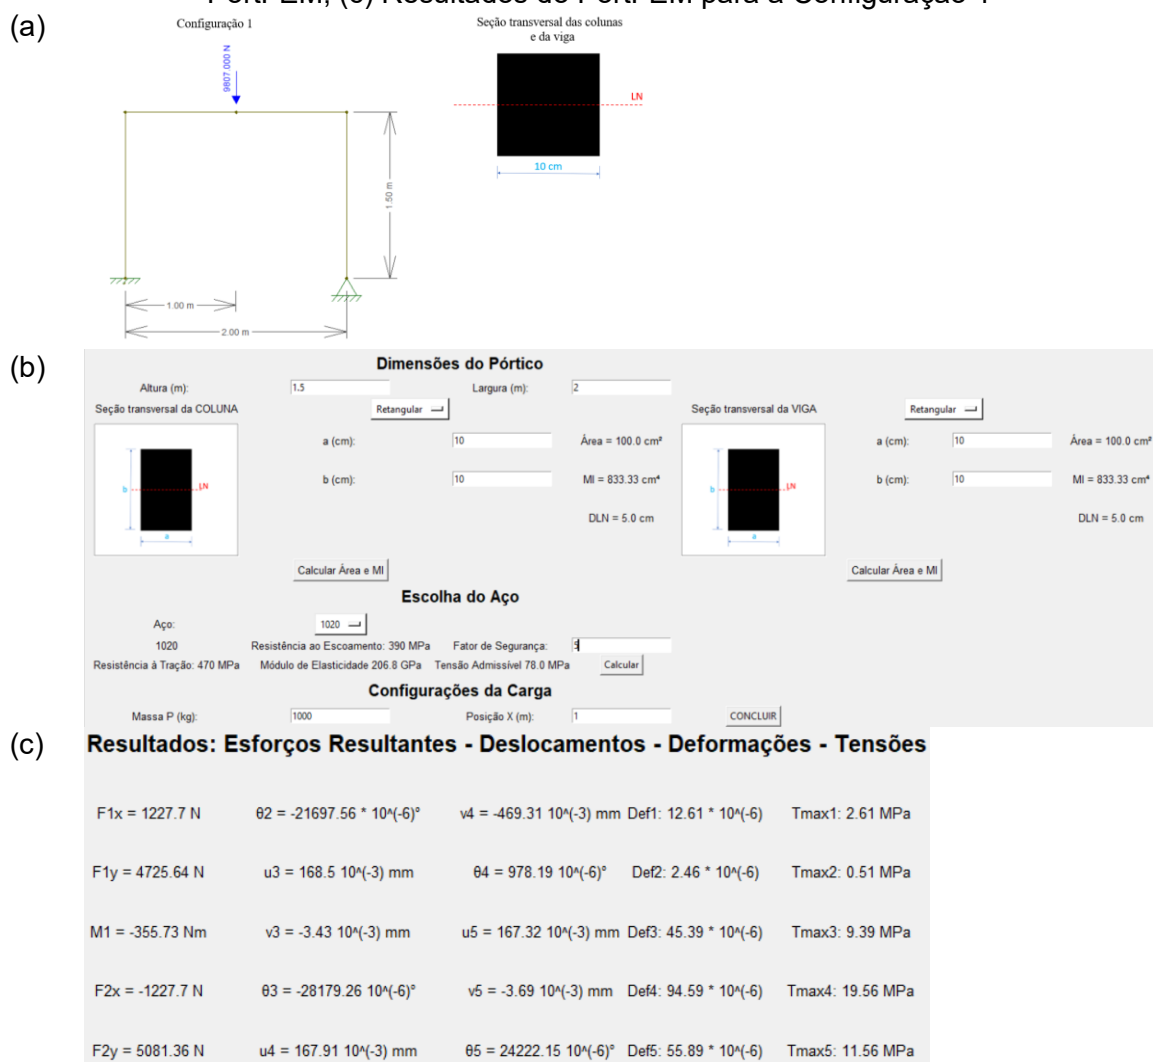 PortFEM; (c) Resultados do PortFEM para a Configuração 1
(a)
Configuração 1
9807.000 N
1.50 m
1.00 m
2.00 m
Seção transversal das colunas
e da viga
LN
10 cm
(b)
Dimensões do Pórtico
Altura (m): 1.5 Largura (m): 2
Seção transversal da COLUNA Retangular Seção transversal da VIGA Retangular
a (cm): 10 Área = 100.0 cm² a (cm): 10 Área = 100.0 cm²
b LN b (cm): 10 MI = 833.33 cm⁴ b LN b (cm): 10 MI = 833.33 cm⁴
DLN = 5.0 cm DLN = 5.0 cm
a a
Calcular Área e MI Calcular Área e MI
Escolha do Aço
Aço: 1020
1020 Resistência ao Escoamento: 390 MPa Fator de Segurança: 5
Resistência à Tração: 470 MPa Módulo de Elasticidade 206.8 GPa Tensão Admissível 78.0 MPa Calcular
Configurações da Carga
Massa P (kg): 1000 Posição X (m): 1 CONCLUIR
(c)
Resultados: Esforços Resultantes - Deslocamentos - Deformações - Tensões
F1x = 1227.7 N θ2 = -21697.56 * 10^(-6)° v4 = -469.31 10^(-3) mm Def1: 12.61 * 10^(-6) Tmax1: 2.61 MPa
F1y = 4725.64 N u3 = 168.5 10^(-3) mm θ4 = 978.19 10^(-6)° Def2: 2.46 * 10^(-6) Tmax2: 0.51 MPa
M1 = -355.73 Nm v3 = -3.43 10^(-3) mm u5 = 167.32 10^(-3) mm Def3: 45.39 * 10^(-6) Tmax3: 9.39 MPa
F2x = -1227.7 N θ3 = -28179.26 10^(-6)° v5 = -3.69 10^(-3) mm Def4: 94.59 * 10^(-6) Tmax4: 19.56 MPa
F2y = 5081.36 N u4 = 167.91 10^(-3) mm θ5 = 24222.15 10^(-6)° Def5: 55.89 * 10^(-6) Tmax5: 11.56 MPa